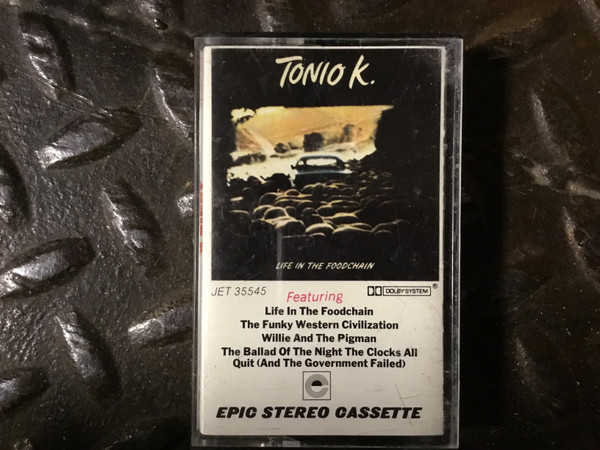 TONIO K.
LIFE IN THE FOODCHAIN
JET 35545
Featuring
DOLBY SYSTEM ®
Life In The Foodchain
The Funky Western Civilization
Willie And The Pigman
The Ballad Of The Night The Clocks All
Quit (And The Government Failed)
e
EPIC STEREO CASSETTE